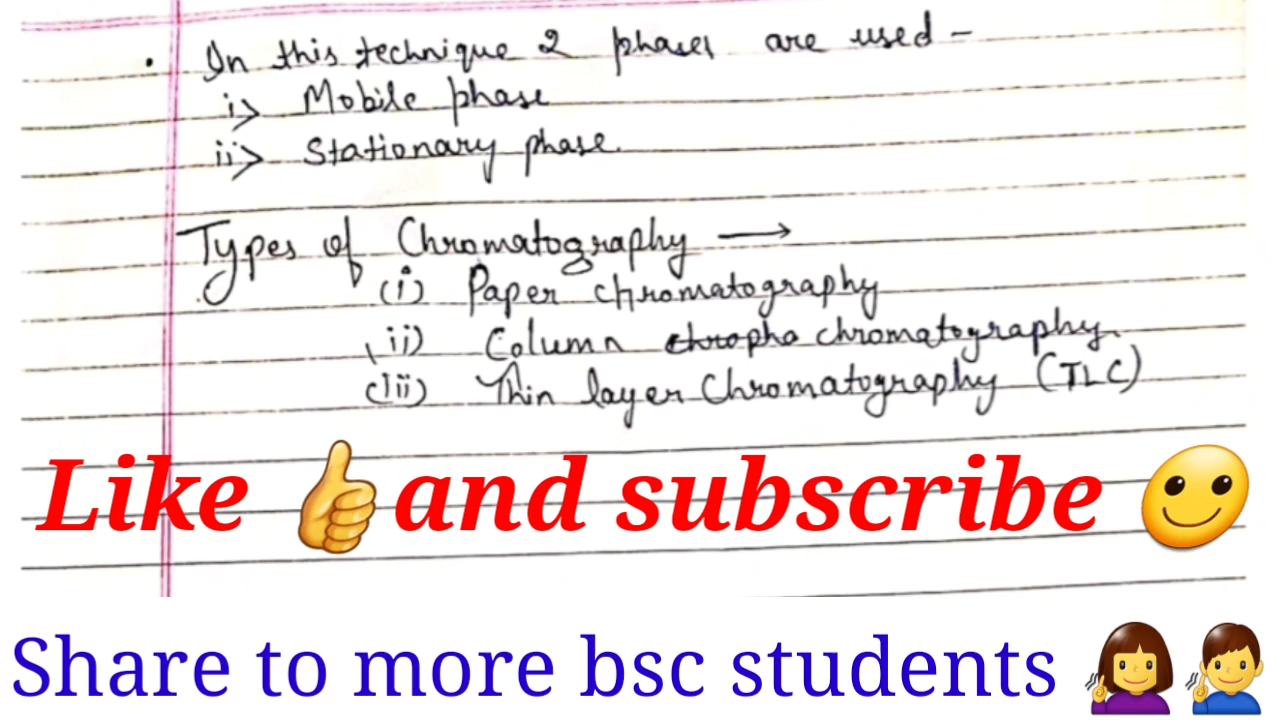 • In this technique 2 phases are used –
i> Mobile phase
ii> Stationary phase.
Types of Chromatography →
(i) Paper chromatography
(ii) Column chropho chromatography.
(iii) Thin layer Chromatography (TLC)
Like 👍 and subscribe 🙂
Share to more bsc students 🧏‍♀️🧏‍♂️